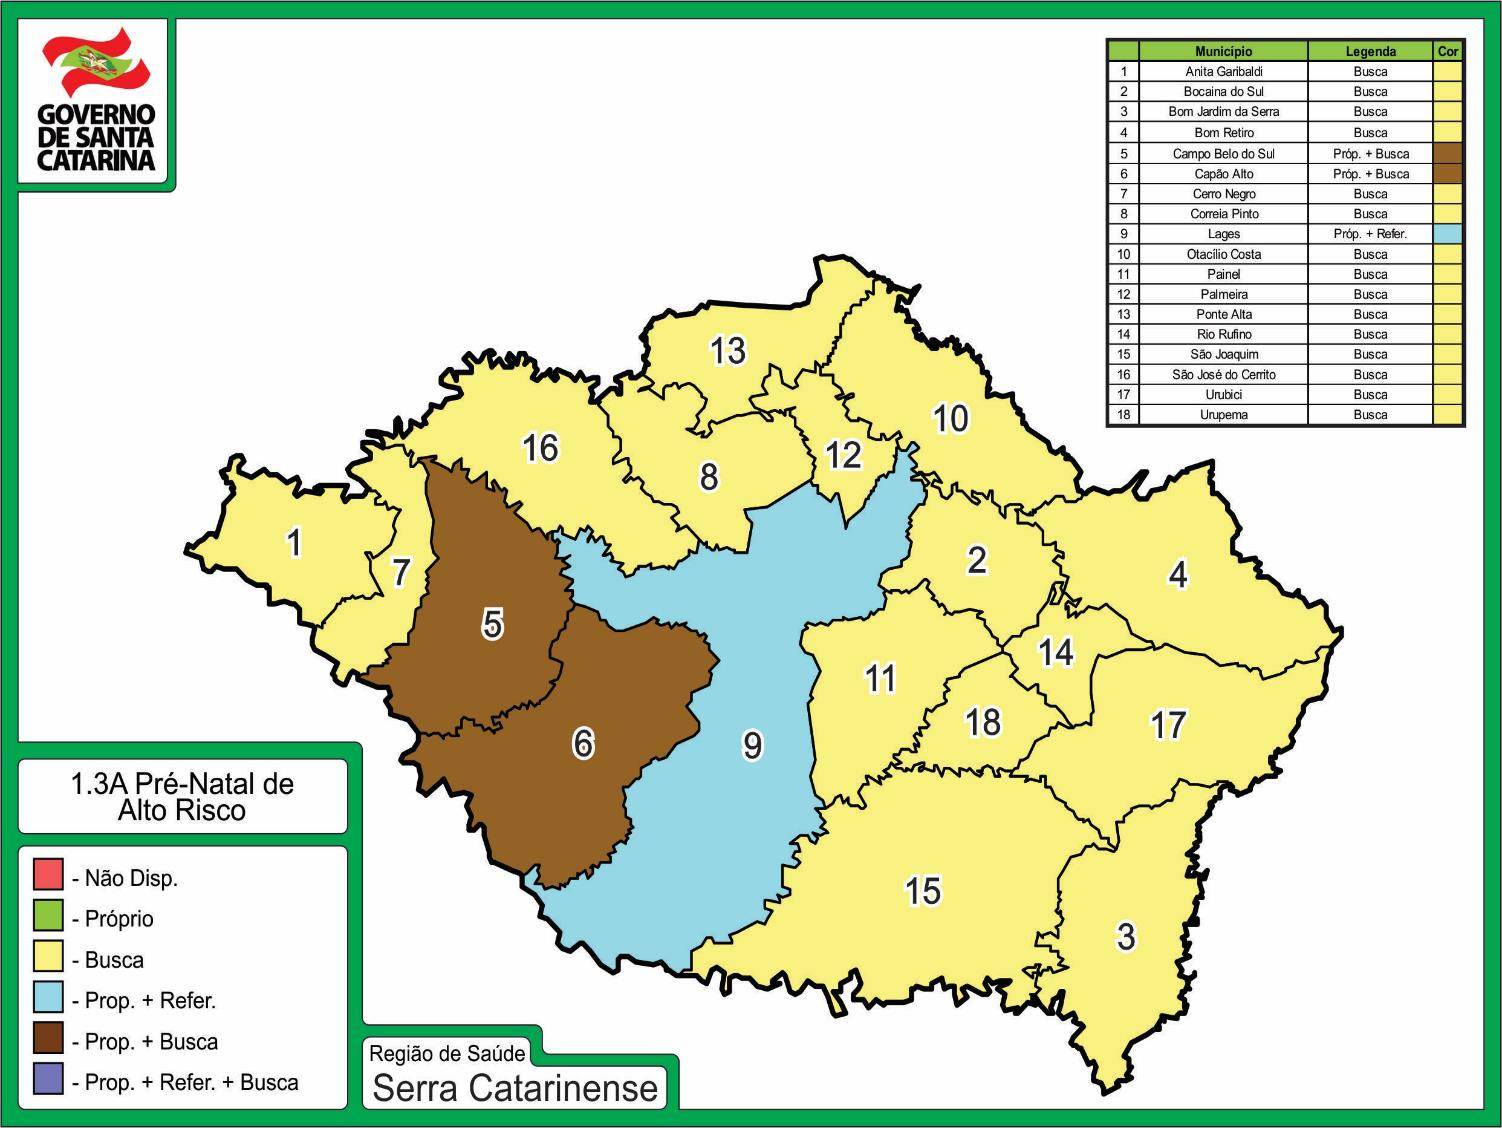 GOVERNO
DE SANTA
CATARINA
Município Legenda Cor
1 Anita Garibaldi Busca
2 Bocaina do Sul Busca
3 Bom Jardim da Serra Busca
4 Bom Retiro Busca
5 Campo Belo do Sul Próp. + Busca
6 Capão Alto Próp. + Busca
7 Cerro Negro Busca
8 Correia Pinto Busca
9 Lages Próp. + Refer.
10 Otacílio Costa Busca
11 Painel Busca
12 Palmeira Busca
13 Ponte Alta Busca
14 Rio Rufino Busca
15 São Joaquim Busca
16 São José do Cerrito Busca
17 Urubici Busca
18 Urupema Busca
13
10
16
12
8
1
2
7
4
5
14
11
18
17
6
9
15
3
1.3A Pré-Natal de
Alto Risco
- Não Disp.
- Próprio
- Busca
- Prop. + Refer.
- Prop. + Busca
- Prop. + Refer. + Busca
Região de Saúde
Serra Catarinense